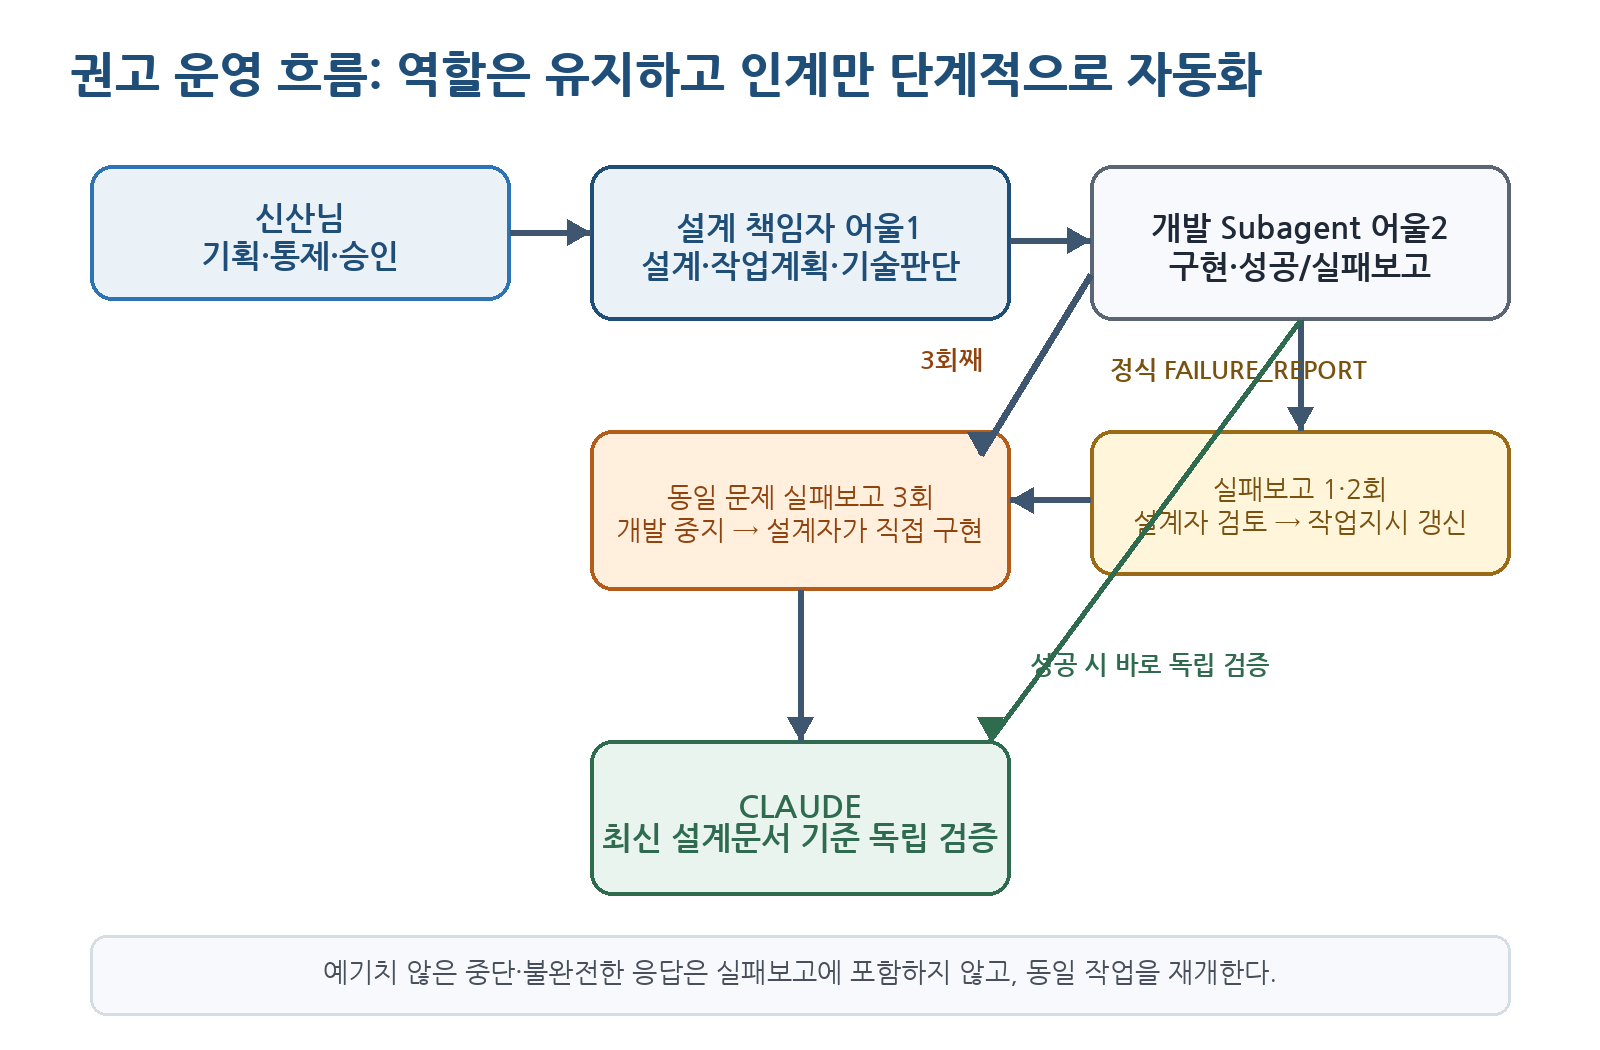 권고 운영 흐름: 역할은 유지하고 인계만 단계적으로 자동화
신산님
기획·통제·승인
설계 책임자 어울1
설계·작업계획·기술판단
개발 Subagent 어울2
구현·성공/실패보고
3회째
정식 FAILURE_REPORT
동일 문제 실패보고 3회
개발 중지 → 설계자가 직접 구현
실패보고 1·2회
설계자 검토 → 작업지시 갱신
성공 시 바로 독립 검증
CLAUDE
최신 설계문서 기준 독립 검증
예기치 않은 중단·불완전한 응답은 실패보고에 포함하지 않고, 동일 작업을 재개한다.